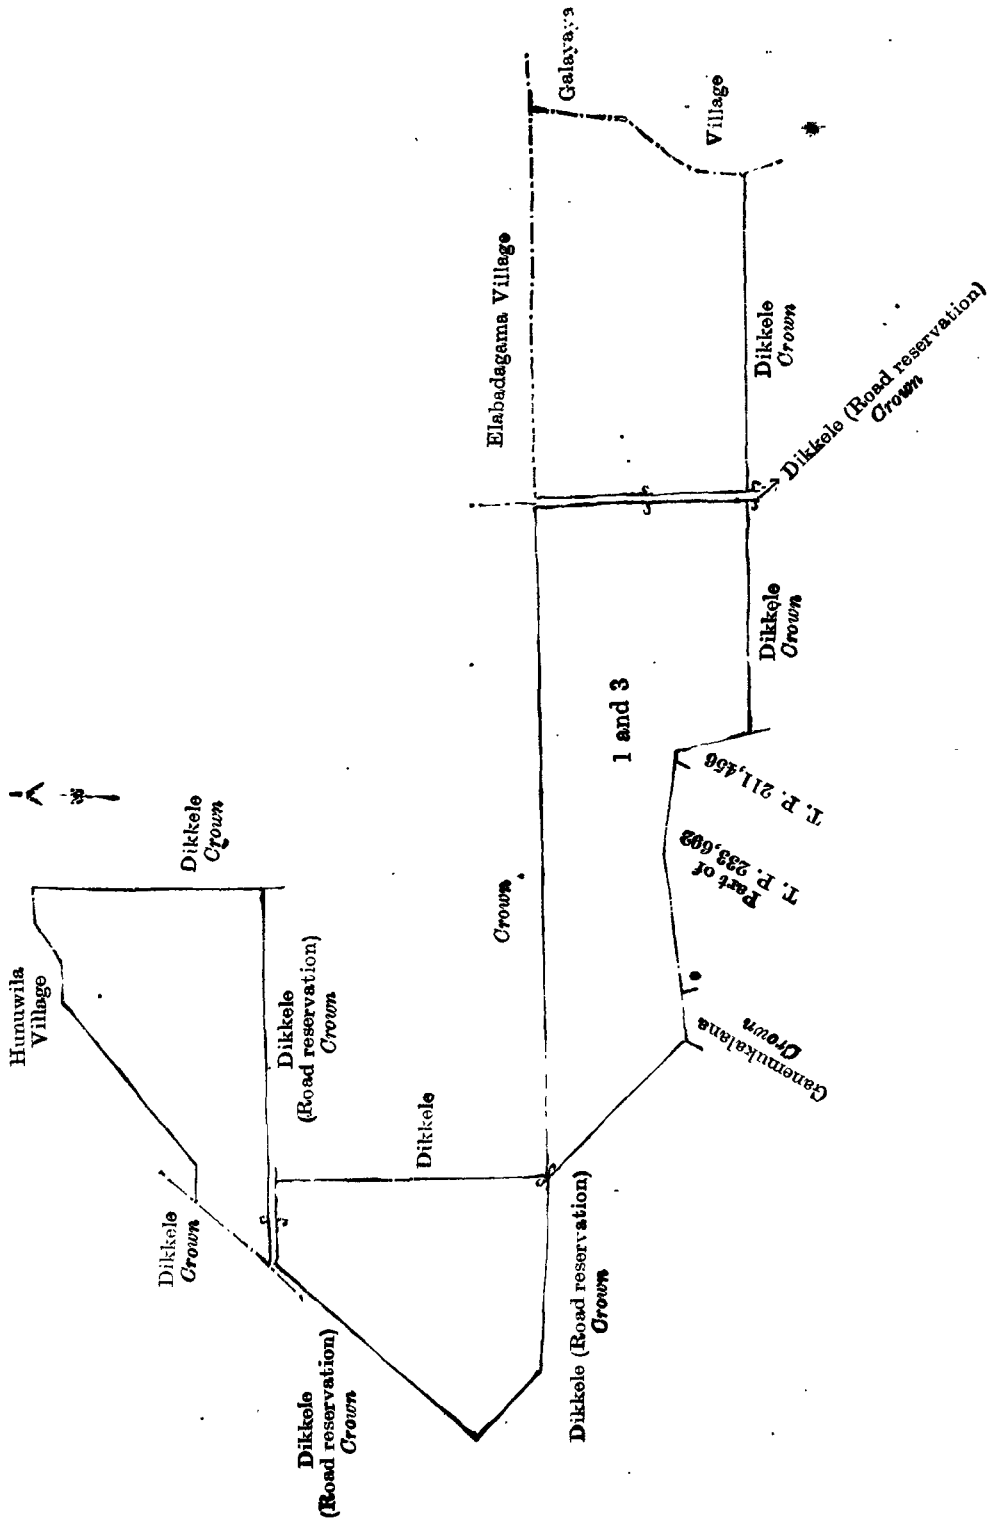 Hunuwila
Village
Dikkele
Crown
Dikkele
Crown
Dikkele
(Road reservation)
Crown
Dikkele
(Road reservation)
Crown
Dikkele
Crown
Dikkele (Road reservation)
Crown
Elabadagama Village
Galayaya
Village
1 and 3
Ganemukalana
Crown
Part of
T. P. 233,602
T. P. 211,456
Dikkele
Crown
Dikkele (Road reservation)
Crown
Dikkele
Crown